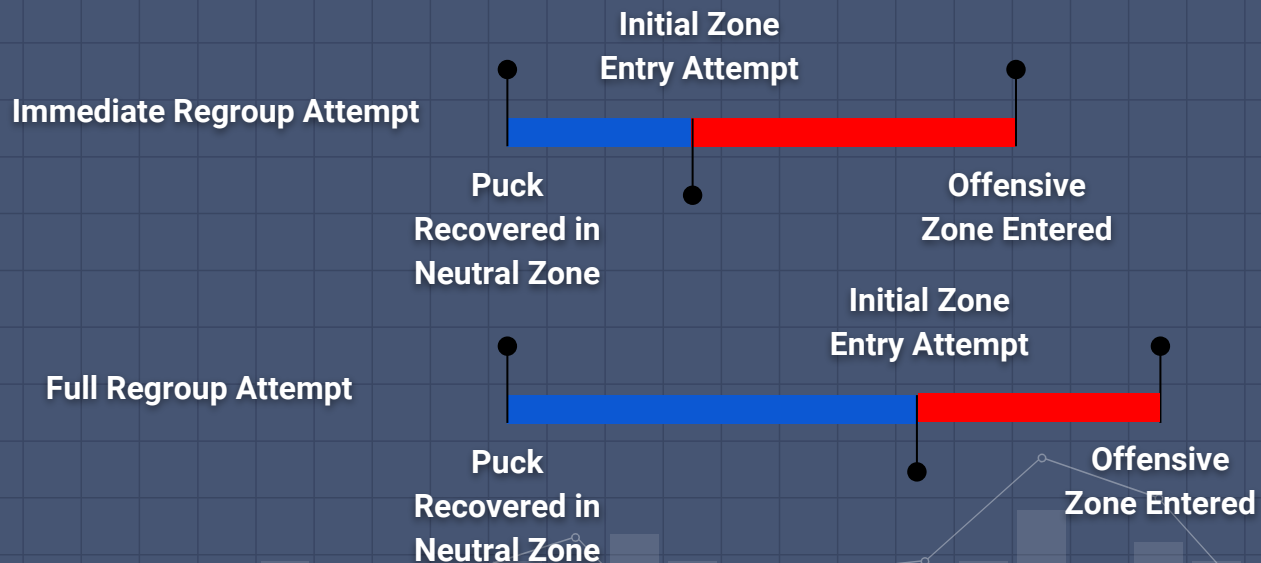 Initial Zone
Entry Attempt
Immediate Regroup Attempt
Puck
Recovered in
Neutral Zone
Offensive
Zone Entered
Initial Zone
Entry Attempt
Full Regroup Attempt
Puck
Recovered in
Neutral Zone
Offensive
Zone Entered